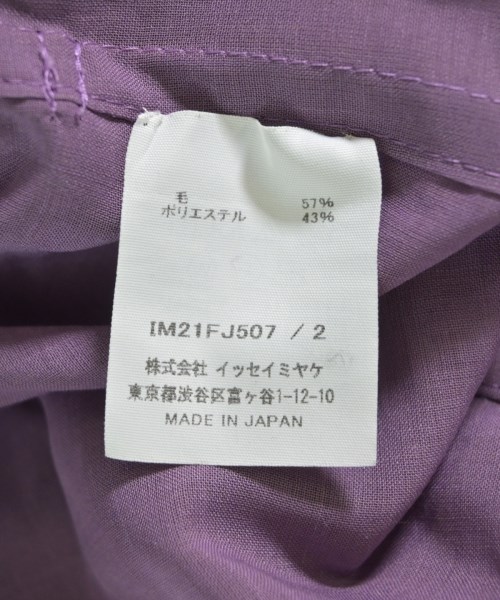 毛 57%
ポリエステル 43%
IM21FJ507 / 2
株式会社 イッセイミヤケ
東京都渋谷区富ヶ谷1-12-10
MADE IN JAPAN